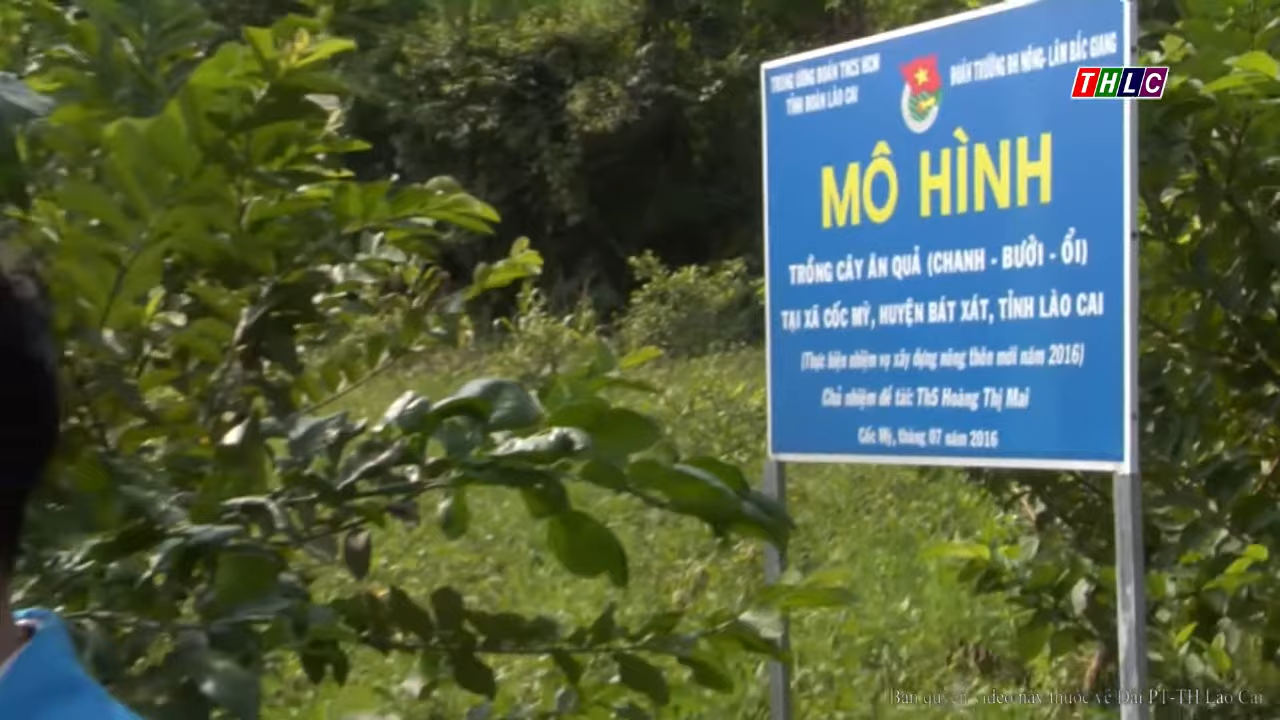 TRUNG ƯƠNG ĐOÀN TNCS HCM
TỈNH ĐOÀN LÀO CAI
ĐOÀN TRƯỜNG ĐH NÔNG- LÂM BẮC GIANG
THLC
MÔ HÌNH
TRỒNG CÂY ĂN QUẢ (CHANH - BƯỞI - ỔI)
TẠI XÃ CỐC MỲ, HUYỆN BÁT XÁT, TỈNH LÀO CAI
(Thực hiện nhiệm vụ xây dựng nông thôn mới năm 2016)
Chủ nhiệm đề tài: ThS Hoàng Thị Mai
Cốc Mỳ, tháng 07 năm 2016
Bản quyền video này thuộc về Đài PT-TH Lào Cai